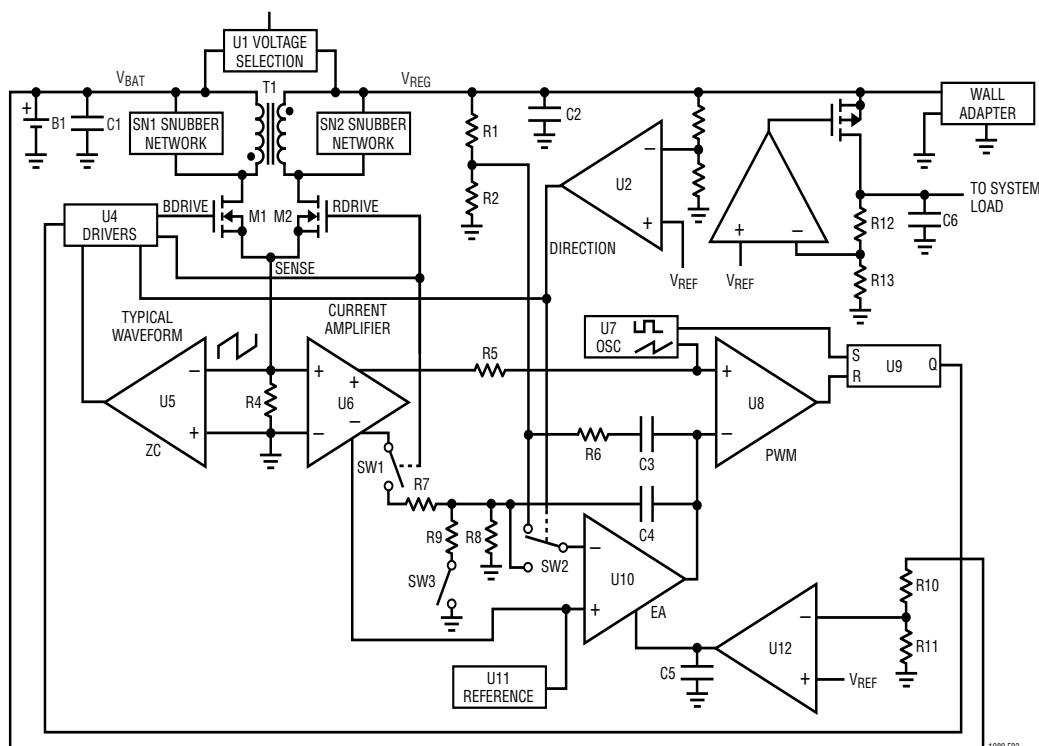 U1 VOLTAGE
SELECTION
VBAT
T1
VREG
+
B1
C1
SN1 SNUBBER
NETWORK
SN2 SNUBBER
NETWORK
R1
C2
R2
−
U2
+
VREF
DIRECTION
+
−
VREF
WALL
ADAPTER
TO SYSTEM
LOAD
R12
C6
R13
U4
DRIVERS
BDRIVE
M1
M2
RDRIVE
SENSE
TYPICAL
WAVEFORM
CURRENT
AMPLIFIER
−
U5
+
ZC
R4
+
+
U6
−
−
R5
U7
OSC
+
U8
−
PWM
S
R
U9
Q
R6
C3
SW1
R7
C4
R9
R8
SW3
SW2
−
U10
+
EA
U11
REFERENCE
C5
−
U12
+
VREF
R10
R11